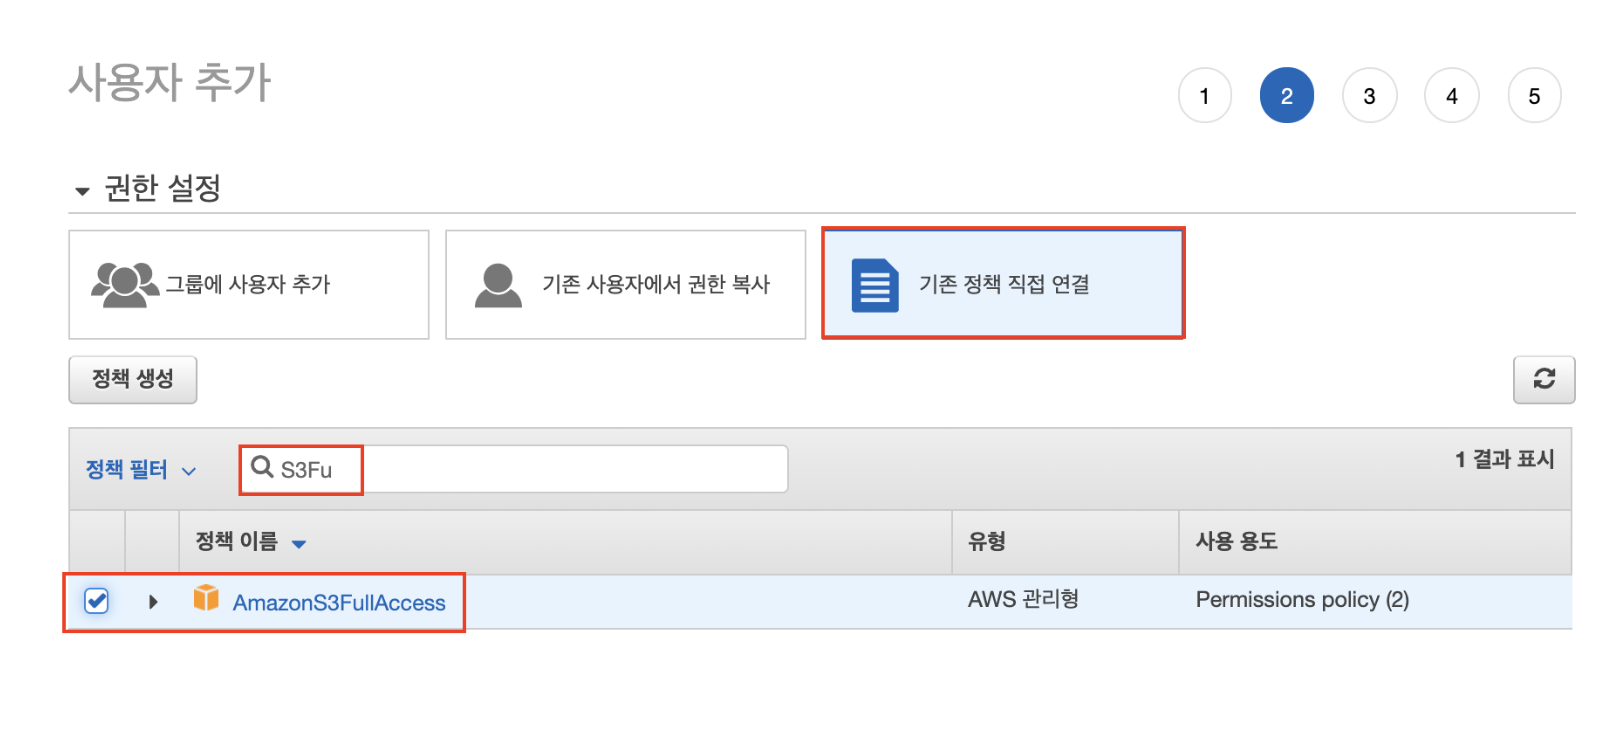 사용자 추가
1 2 3 4 5
권한 설정
그룹에 사용자 추가
기존 사용자에서 권한 복사
기존 정책 직접 연결
정책 생성
정책 필터
S3Fu
1 결과 표시
정책 이름 유형 사용 용도
AmazonS3FullAccess AWS 관리형 Permissions policy (2)